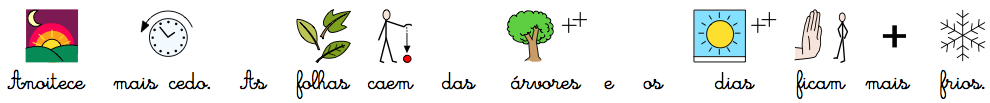 Anoitece mais cedo. As folhas caem das árvores e os dias ficam mais frios.